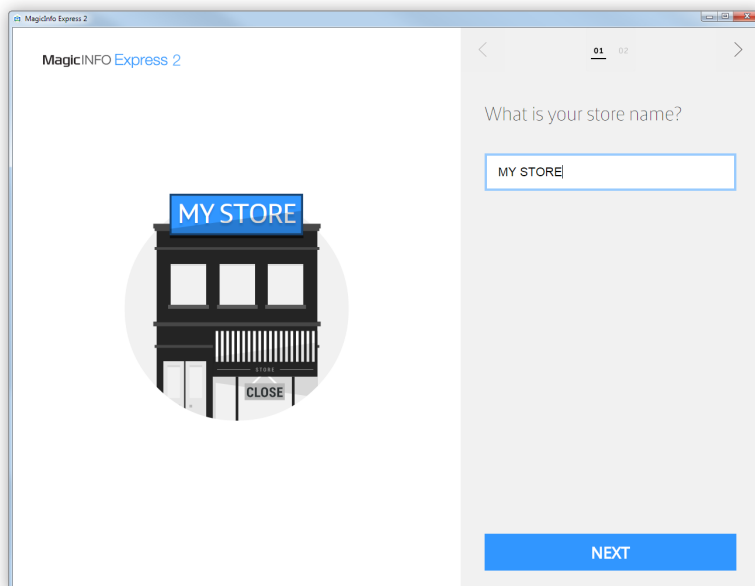 MagicInfo Express 2
MagicINFO Express 2
01 02
What is your store name?
MY STORE
MY STORE
STORE
CLOSE
NEXT